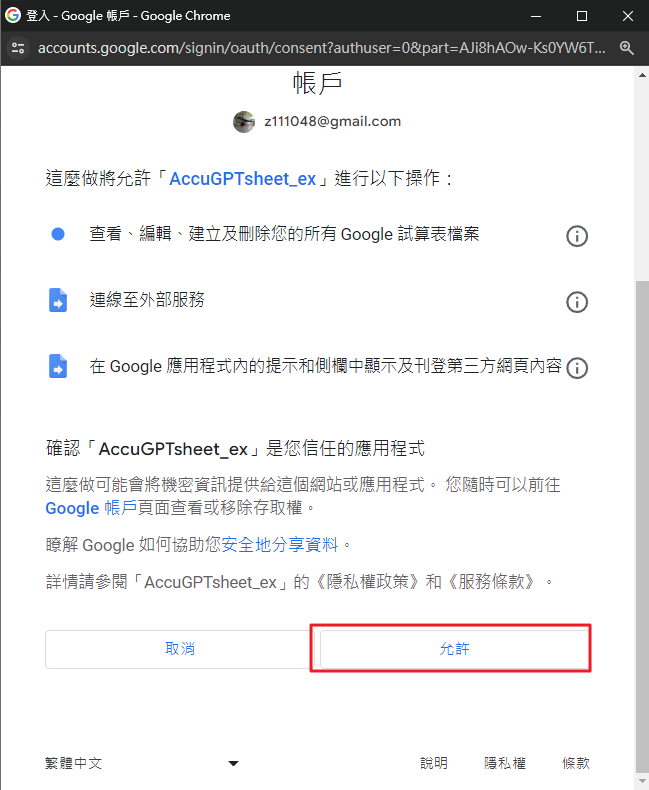 登入 - Google 帳戶 - Google Chrome
accounts.google.com/signin/oauth/consent?authuser=0&part=AJi8hAOw-Ks0YW6T...
帳戶
z111048@gmail.com
這麼做將允許「AccuGPTsheet_ex」進行以下操作：
查看、編輯、建立及刪除您的所有 Google 試算表檔案
連線至外部服務
在 Google 應用程式內的提示和側欄中顯示及刊登第三方網頁內容
確認「AccuGPTsheet_ex」是您信任的應用程式
這麼做可能會將機密資訊提供給這個網站或應用程式。 您隨時可以前往
Google 帳戶頁面查看或移除存取權。
瞭解 Google 如何協助您安全地分享資料。
詳情請參閱「AccuGPTsheet_ex」的《隱私權政策》和《服務條款》。
取消 允許
繁體中文 說明 隱私權 條款